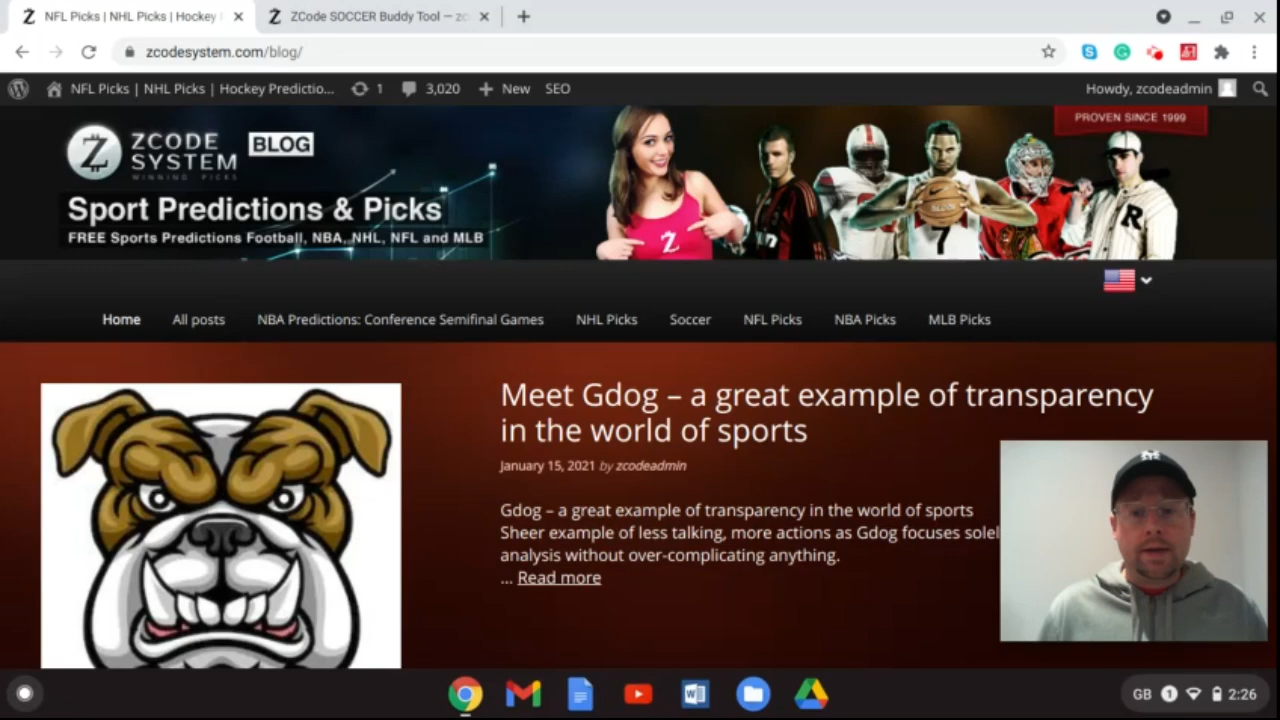 NFL Picks | NHL Picks | Hockey
ZCode SOCCER Buddy Tool — zc
zcodesystem.com/blog/
NFL Picks | NHL Picks | Hockey Predictio...
1
3,020
New
SEO
Howdy, zcodeadmin
PROVEN SINCE 1999
ZCODE
SYSTEM
WINNING PICKS
BLOG
Sport Predictions & Picks
FREE Sports Predictions Football, NBA, NHL, NFL and MLB
Z
7
R
Home
All posts
NBA Predictions: Conference Semifinal Games
NHL Picks
Soccer
NFL Picks
NBA Picks
MLB Picks
Meet Gdog – a great example of transparency
in the world of sports
January 15, 2021 by zcodeadmin
Gdog – a great example of transparency in the world of sports
Sheer example of less talking, more actions as Gdog focuses solel
analysis without over-complicating anything.
... Read more
GB
1
2:26